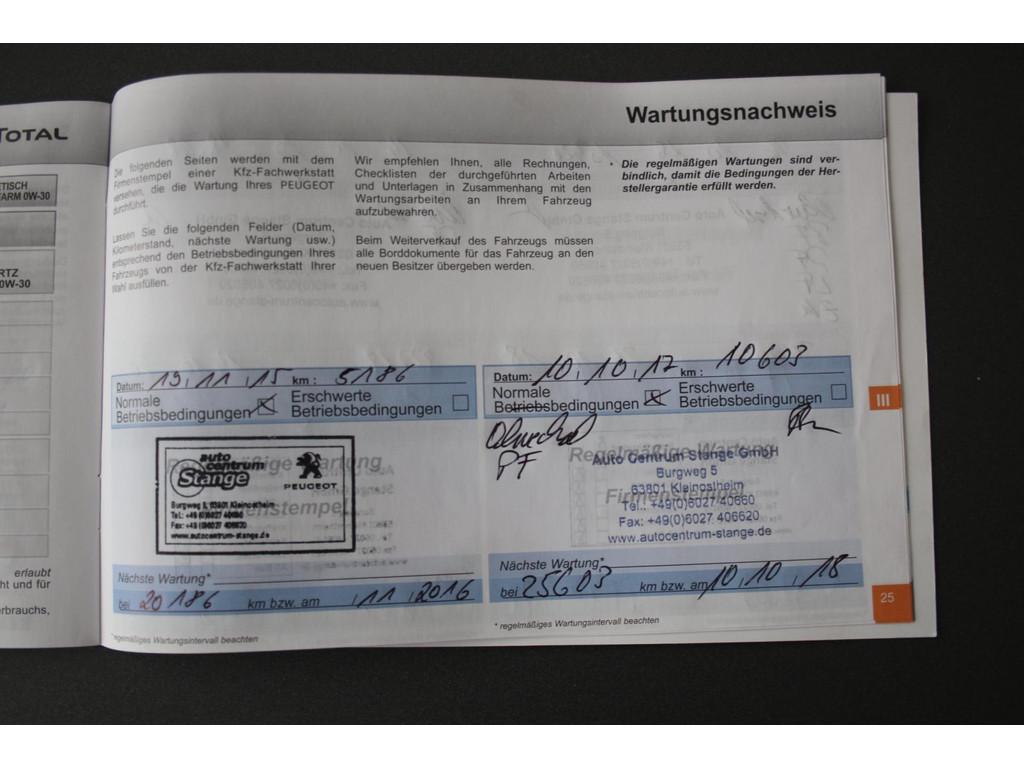 TOTAL
ETISCH
TARM 0W-30
RTZ
0W-30
erlaubt
ht und für
erbrauchs,
Wartungsnachweis
Die folgenden Seiten werden mit dem
Firmenstempel einer Kfz-Fachwerkstatt
versehen, die die Wartung Ihres PEUGEOT
durchführt.
Lassen Sie die folgenden Felder (Datum,
Kilometerstand, nächste Wartung usw.)
entsprechend den Betriebsbedingungen Ihres
Fahrzeugs von der Kfz-Fachwerkstatt Ihrer
Wahl ausfüllen.
Wir empfehlen Ihnen, alle Rechnungen,
Checklisten der durchgeführten Arbeiten
und Unterlagen in Zusammenhang mit den
Wartungsarbeiten an Ihrem Fahrzeug
aufzubewahren.
Beim Weiterverkauf des Fahrzeugs müssen
alle Borddokumente für das Fahrzeug an den
neuen Besitzer übergeben werden.
* Die regelmäßigen Wartungen sind ver-
bindlich, damit die Bedingungen der Her-
stellergarantie erfüllt werden.
Datum: 19.11.15 km: 5186
Normale
Betriebsbedingungen
Erschwerte
Betriebsbedingungen
Regelmäßige Wartung
Firmenstempel
auto
centrum
Stange
PEUGEOT
Burgweg 5, 63801 Kleinostheim
Tel.: +49 (0)6027 40660
Fax: +49 (0)6027 406620
www.autocentrum-stange.de
Nächste Wartung*
bei 20186 km bzw. am 11.2016
*regelmäßiges Wartungsintervall beachten
Datum: 10.10.17 km: 10603
Normale
Betriebsbedingungen
Erschwerte
Betriebsbedingungen
PF
Regelmäßige Wartung
Firmenstempel
Auto Centrum Stange GmbH
Burgweg 5
63801 Kleinostheim
Tel.: +49(0)6027 40660
Fax: +49(0)6027 406620
www.autocentrum-stange.de
Nächste Wartung*
bei 25603 km bzw. am 10.10.18
* regelmäßiges Wartungsintervall beachten
III
25